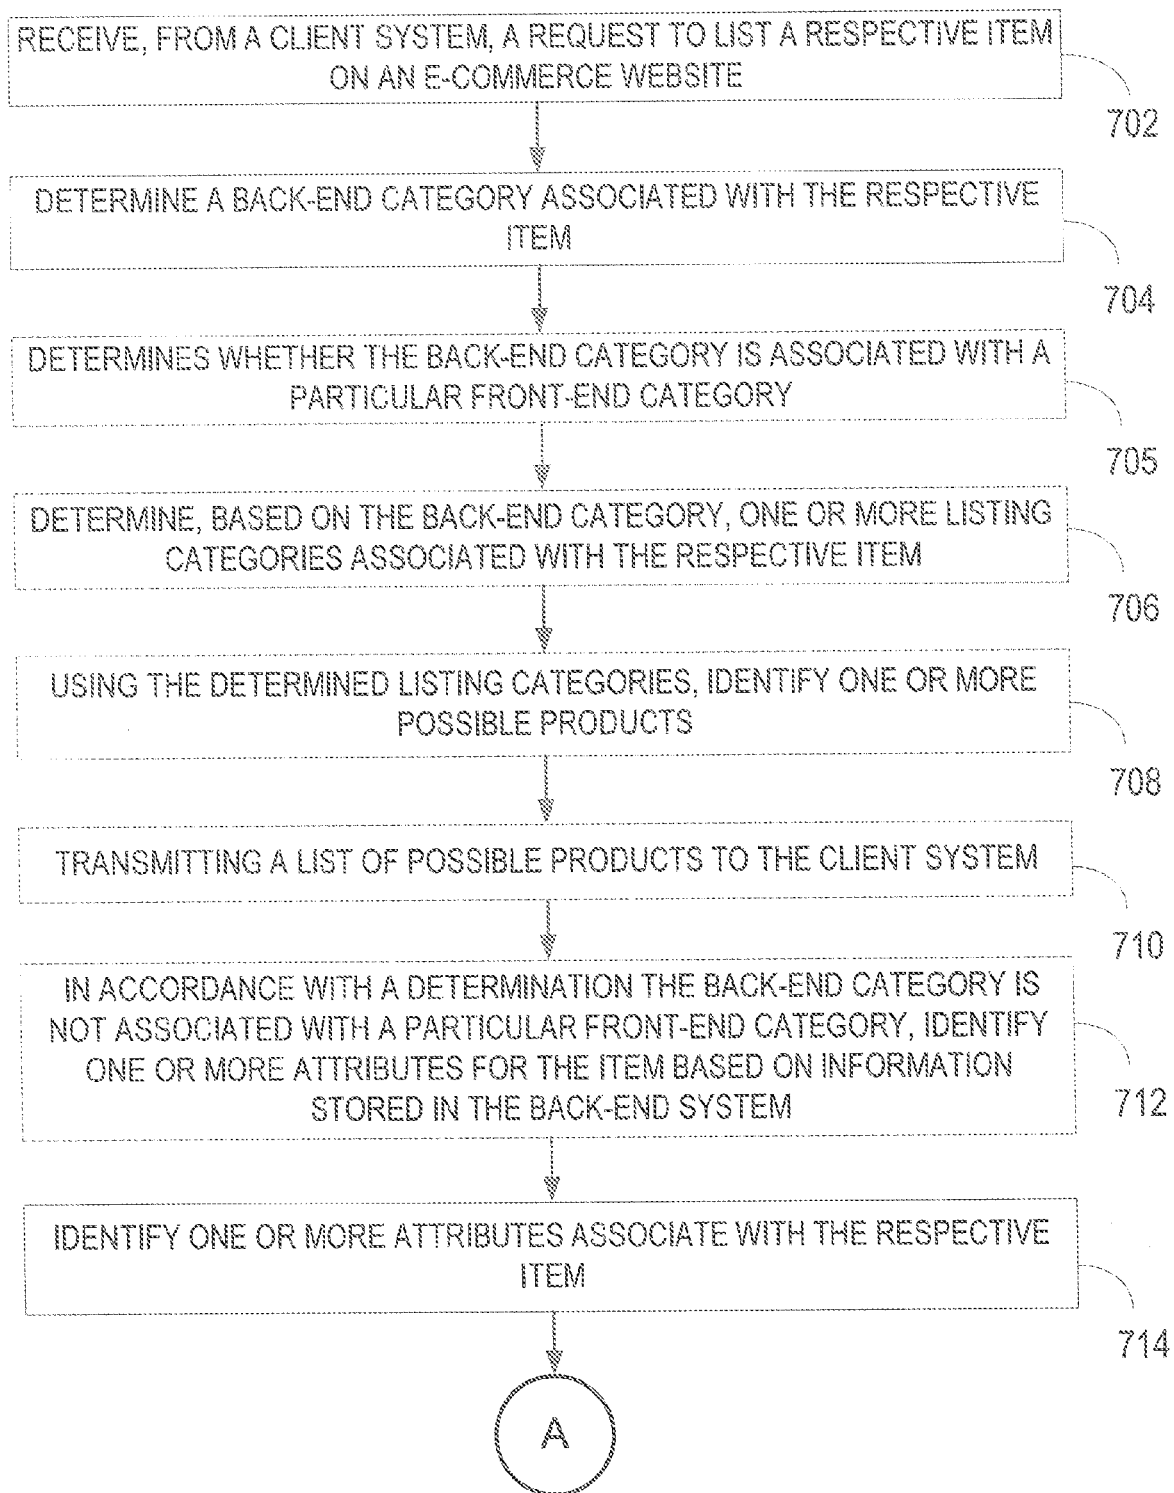 RECEIVE, FROM A CLIENT SYSTEM, A REQUEST TO LIST A RESPECTIVE ITEM
ON AN E-COMMERCE WEBSITE
702
DETERMINE A BACK-END CATEGORY ASSOCIATED WITH THE RESPECTIVE
ITEM
704
DETERMINES WHETHER THE BACK-END CATEGORY IS ASSOCIATED WITH A
PARTICULAR FRONT-END CATEGORY
705
DETERMINE, BASED ON THE BACK-END CATEGORY, ONE OR MORE LISTING
CATEGORIES ASSOCIATED WITH THE RESPECTIVE ITEM
706
USING THE DETERMINED LISTING CATEGORIES, IDENTIFY ONE OR MORE
POSSIBLE PRODUCTS
708
TRANSMITTING A LIST OF POSSIBLE PRODUCTS TO THE CLIENT SYSTEM
710
IN ACCORDANCE WITH A DETERMINATION THE BACK-END CATEGORY IS
NOT ASSOCIATED WITH A PARTICULAR FRONT-END CATEGORY, IDENTIFY
ONE OR MORE ATTRIBUTES FOR THE ITEM BASED ON INFORMATION
STORED IN THE BACK-END SYSTEM
712
IDENTIFY ONE OR MORE ATTRIBUTES ASSOCIATE WITH THE RESPECTIVE
ITEM
714
A